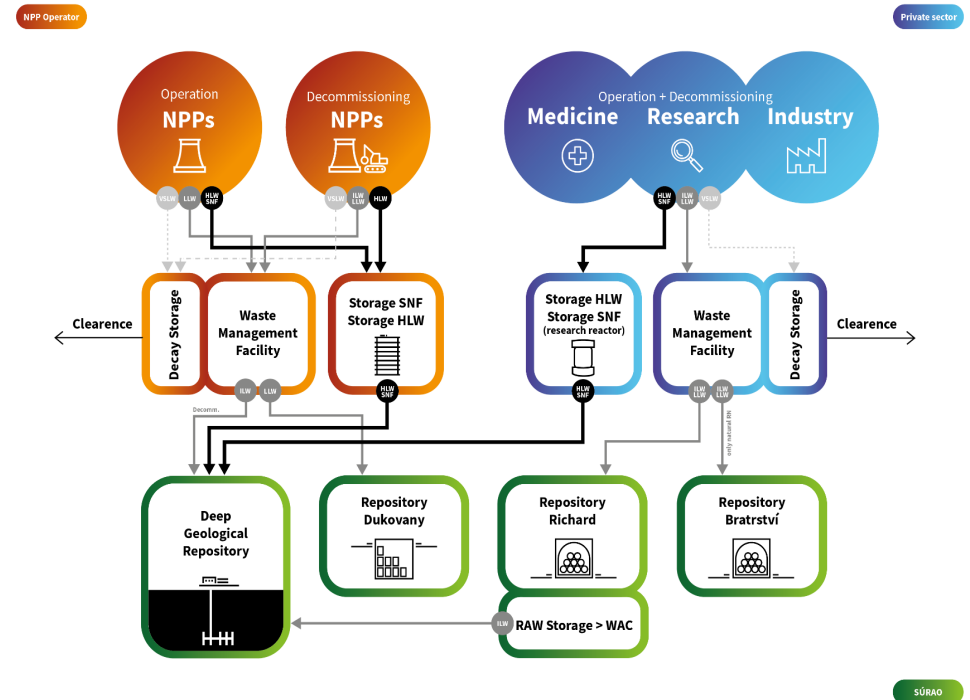 NPP Operator
Private sector
Operation
NPPs
Decommissioning
NPPs
Operation + Decommissioning
Medicine
Research
Industry
VSLW
LLW
HLW
SNF
VSLW
ILW
LLW
HLW
HLW
SNF
ILW
LLW
VSLW
Clearence
Decay Storage
Waste
Management
Facility
Storage SNF
Storage HLW
Storage HLW
Storage SNF
(research reactor)
Waste
Management
Facility
Decay Storage
Clearence
ILW
LLW
HLW
SNF
HLW
SNF
ILW
LLW
ILW
LLW
Decomm.
only natural RN
Deep
Geological
Repository
Repository
Dukovany
Repository
Richard
Repository
Bratrství
ILW
RAW Storage > WAC
SÚRAO